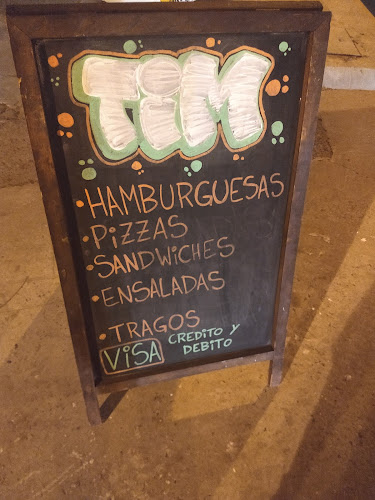 TiM
• HAMBURGUESAS
• PiZZAS
• SANDWiCHES
• ENSALADAS
• TRAGOS
ViSA CREDiTO Y
DEBiTO